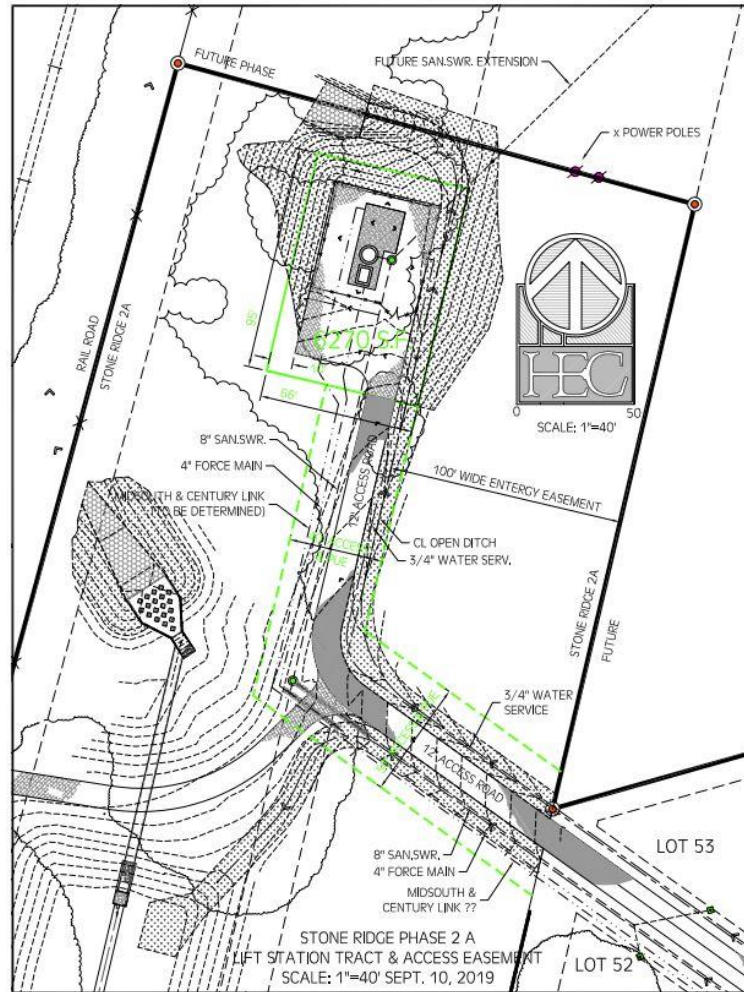 FUTURE PHASE
FUTURE SAN.SWR. EXTENSION
x POWER POLES
RAIL ROAD
STONE RIDGE 2A
95'
6270 S.F.
66'
HEC
0 50
SCALE: 1"=40'
8" SAN.SWR.
4" FORCE MAIN
MIDSOUTH & CENTURY LINK
(TO BE DETERMINED)
12' ACCESS ROAD
100' WIDE ENTERGY EASEMENT
CL OPEN DITCH
3/4" WATER SERV.
ACCESS
& PUE
STONE RIDGE 2A
FUTURE
3/4" WATER
SERVICE
12' ACCESS ROAD
8" SAN.SWR.
4" FORCE MAIN
MIDSOUTH &
CENTURY LINK ??
LOT 53
LOT 52
STONE RIDGE PHASE 2 A
LIFT STATION TRACT & ACCESS EASEMENT
SCALE: 1"=40' SEPT. 10, 2019